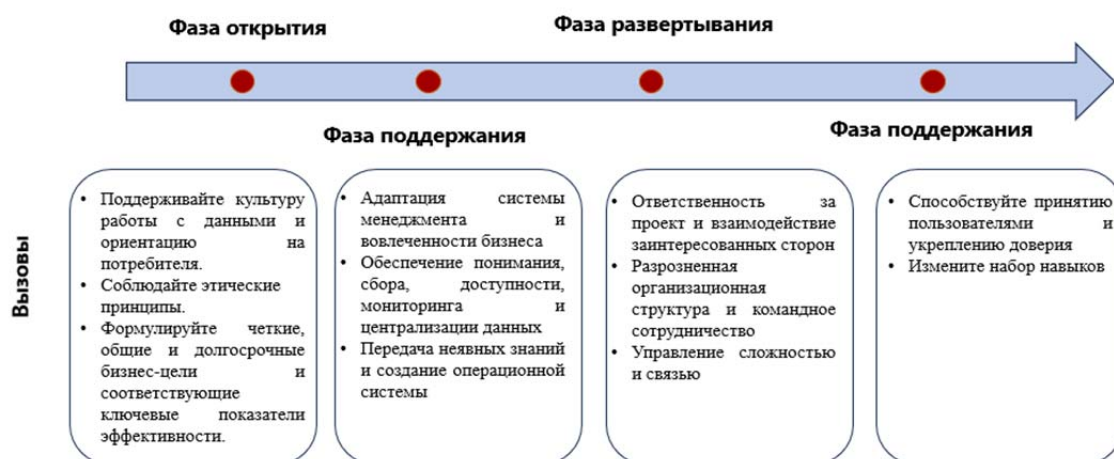 Фаза открытия
Фаза развертывания
Фаза поддержания
Фаза поддержания
Вызовы
• Поддерживайте культуру
работы с данными и
ориентацию на
потребителя.
• Соблюдайте этические
принципы.
• Формулируйте четкие,
общие и долгосрочные
бизнес-цели и
соответствующие
ключевые показатели
эффективности.
• Адаптация системы
менеджмента и
вовлеченности бизнеса
• Обеспечение понимания,
сбора, доступности,
мониторинга и
централизации данных
• Передача неявных знаний
и создание операционной
системы
• Ответственность за
проект и взаимодействие
заинтересованных сторон
• Разрозненная
организационная
структура и командное
сотрудничество
• Управление сложностью
и связью
• Способствуйте принятию
пользователями и
укреплению доверия
• Измените набор навыков